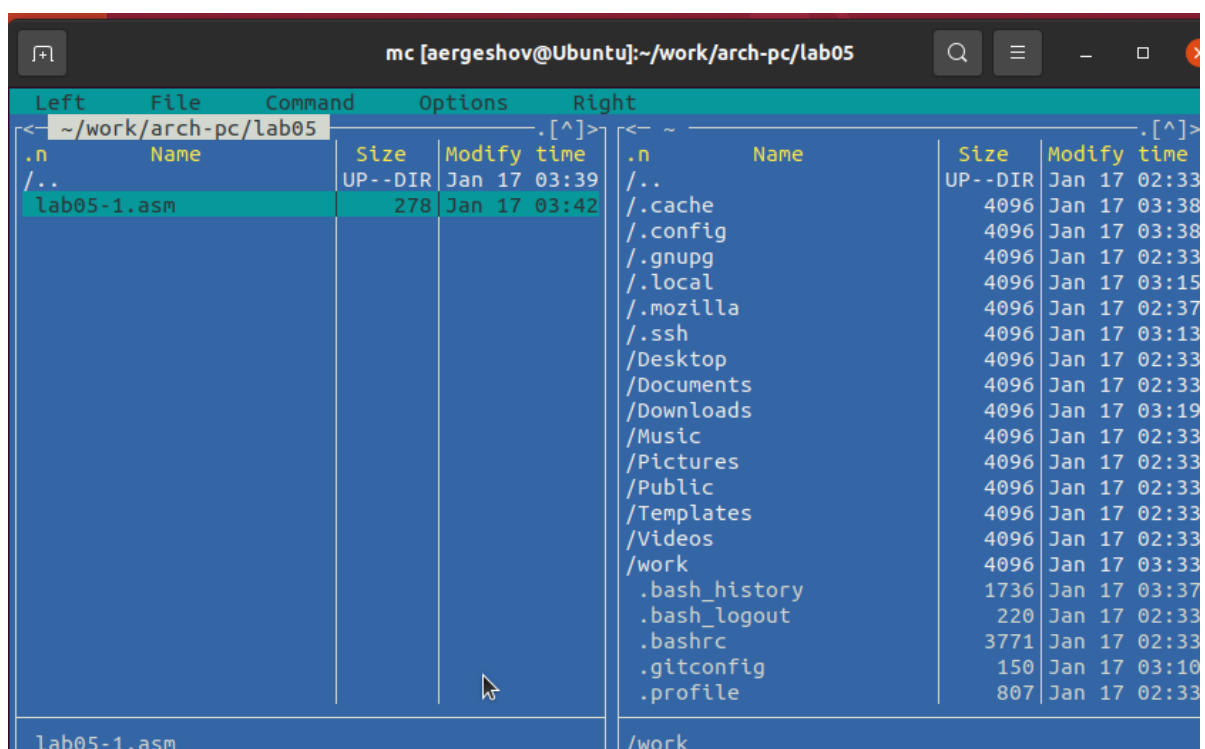 mc [aergeshov@Ubuntu]:~/work/arch-pc/lab05
Left File Command Options Right
<— ~/work/arch-pc/lab05 .[^]>
.n Name Size Modify time
/.. UP--DIR Jan 17 03:39
lab05-1.asm 278 Jan 17 03:42
lab05-1.asm
<— ~ .[^]>
.n Name Size Modify time
/.. UP--DIR Jan 17 02:33
/.cache 4096 Jan 17 03:38
/.config 4096 Jan 17 03:38
/.gnupg 4096 Jan 17 02:33
/.local 4096 Jan 17 03:15
/.mozilla 4096 Jan 17 02:37
/.ssh 4096 Jan 17 03:13
/Desktop 4096 Jan 17 02:33
/Documents 4096 Jan 17 02:33
/Downloads 4096 Jan 17 03:19
/Music 4096 Jan 17 02:33
/Pictures 4096 Jan 17 02:33
/Public 4096 Jan 17 02:33
/Templates 4096 Jan 17 02:33
/Videos 4096 Jan 17 02:33
/work 4096 Jan 17 03:33
.bash_history 1736 Jan 17 03:37
.bash_logout 220 Jan 17 02:33
.bashrc 3771 Jan 17 02:33
.gitconfig 150 Jan 17 03:10
.profile 807 Jan 17 02:33
/work